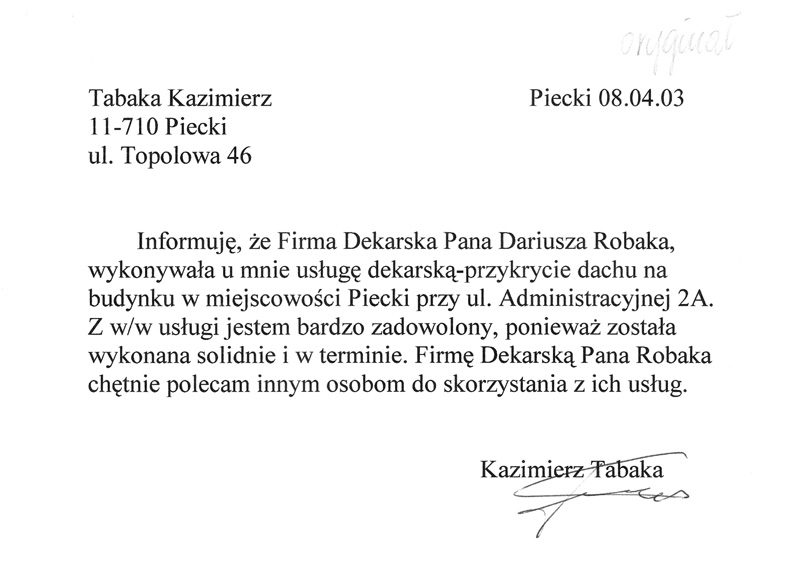 oryginał
Tabaka Kazimierz
Piecki 08.04.03
11-710 Piecki
ul. Topolowa 46
Informuję, że Firma Dekarska Pana Dariusza Robaka,
wykonywała u mnie usługę dekarską-przykrycie dachu na
budynku w miejscowości Piecki przy ul. Administracyjnej 2A.
Z w/w usługi jestem bardzo zadowolony, ponieważ została
wykonana solidnie i w terminie. Firmę Dekarską Pana Robaka
chętnie polecam innym osobom do skorzystania z ich usług.
Kazimierz Tabaka